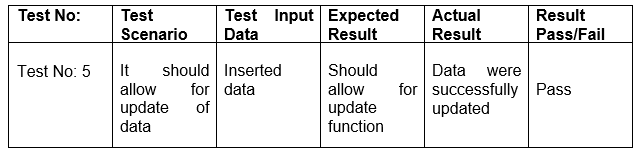 Test No: Test Scenario Test Input Data Expected Result Actual Result Result Pass/Fail
Test No: 5 It should allow for update of data Inserted data Should allow for update function Data were successfully updated Pass